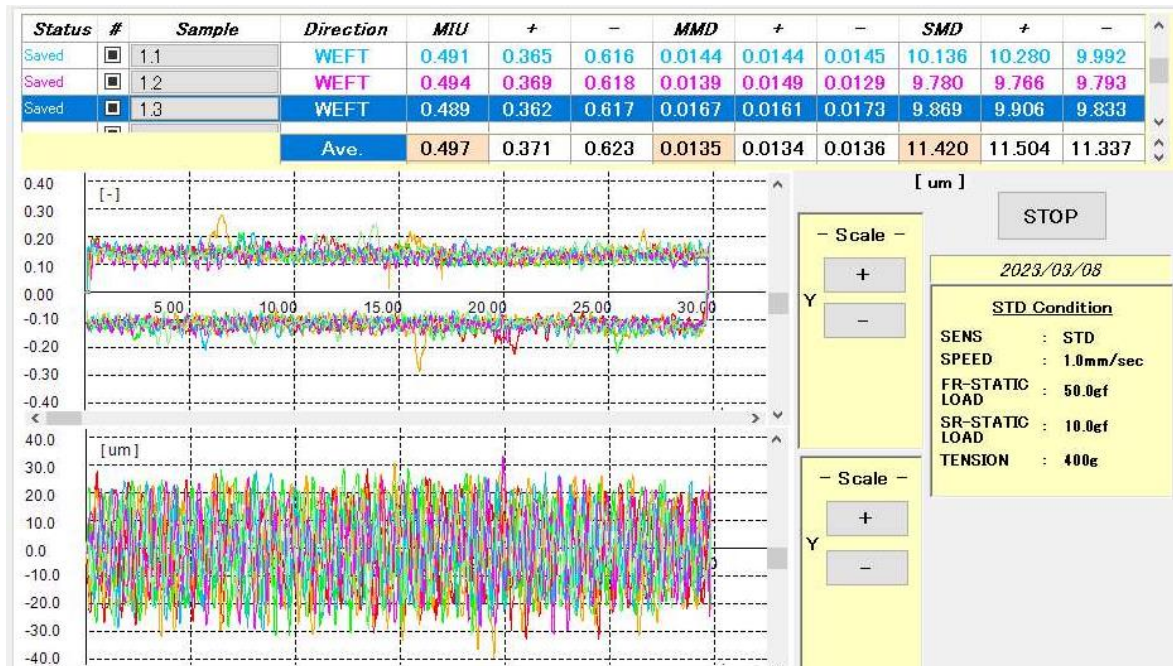 Status # Sample Direction MIU + − MMD + − SMD + −
Saved 1.1 WEFT 0.491 0.365 0.616 0.0144 0.0144 0.0145 10.136 10.280 9.992
Saved 1.2 WEFT 0.494 0.369 0.618 0.0139 0.0149 0.0129 9.780 9.766 9.793
Saved 1.3 WEFT 0.489 0.362 0.617 0.0167 0.0161 0.0173 9.869 9.906 9.833
Ave. 0.497 0.371 0.623 0.0135 0.0134 0.0136 11.420 11.504 11.337
[ um ]
STOP
2023/03/08
STD Condition
SENS : STD
SPEED : 1.0mm/sec
FR-STATIC LOAD : 50.0gf
SR-STATIC LOAD : 10.0gf
TENSION : 400g
[-]
0.40
0.30
0.20
0.10
0.00
-0.10
-0.20
-0.30
-0.40
5.00 10.00 15.00 20.00 25.00 30.00
− Scale −
+
Y
−
[um]
40.0
30.0
20.0
10.0
0.0
-10.0
-20.0
-30.0
-40.0
− Scale −
+
Y
−